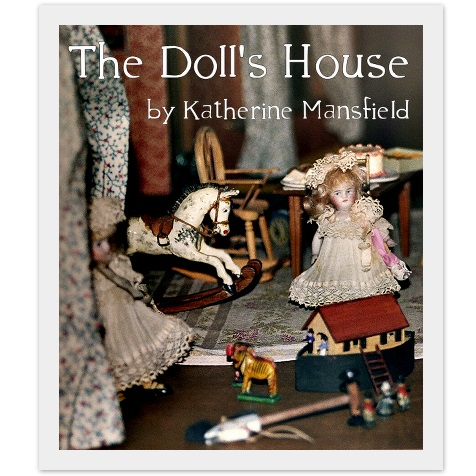 The Doll's House
by Katherine Mansfield